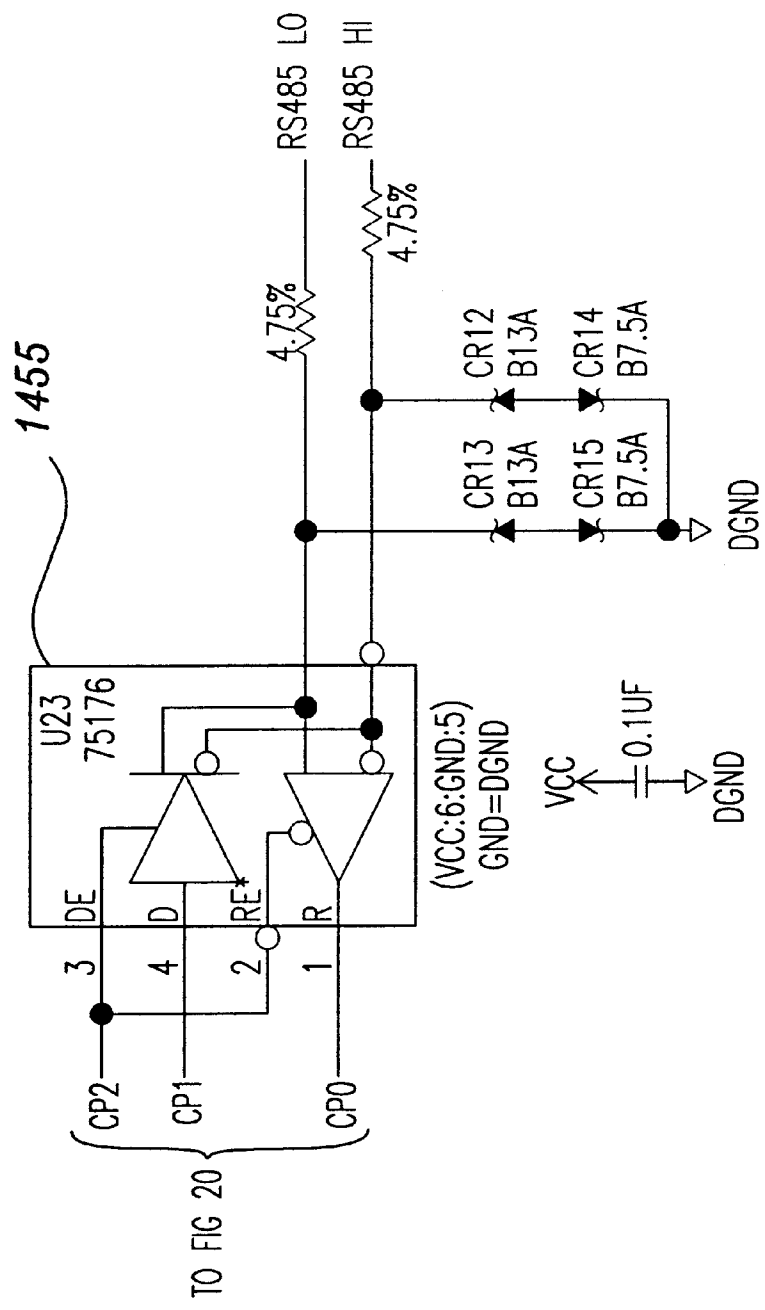 1455
U23
75176
TO FIG 20
CP2
3
DE
CP1
4
D
2
RE*
CP0
1
R
(VCC:6:GND:5)
GND=DGND
4.75%
RS485 LO
4.75%
RS485 HI
CR13
B13A
CR15
B7.5A
CR12
B13A
CR14
B7.5A
DGND
VCC
0.1UF
DGND